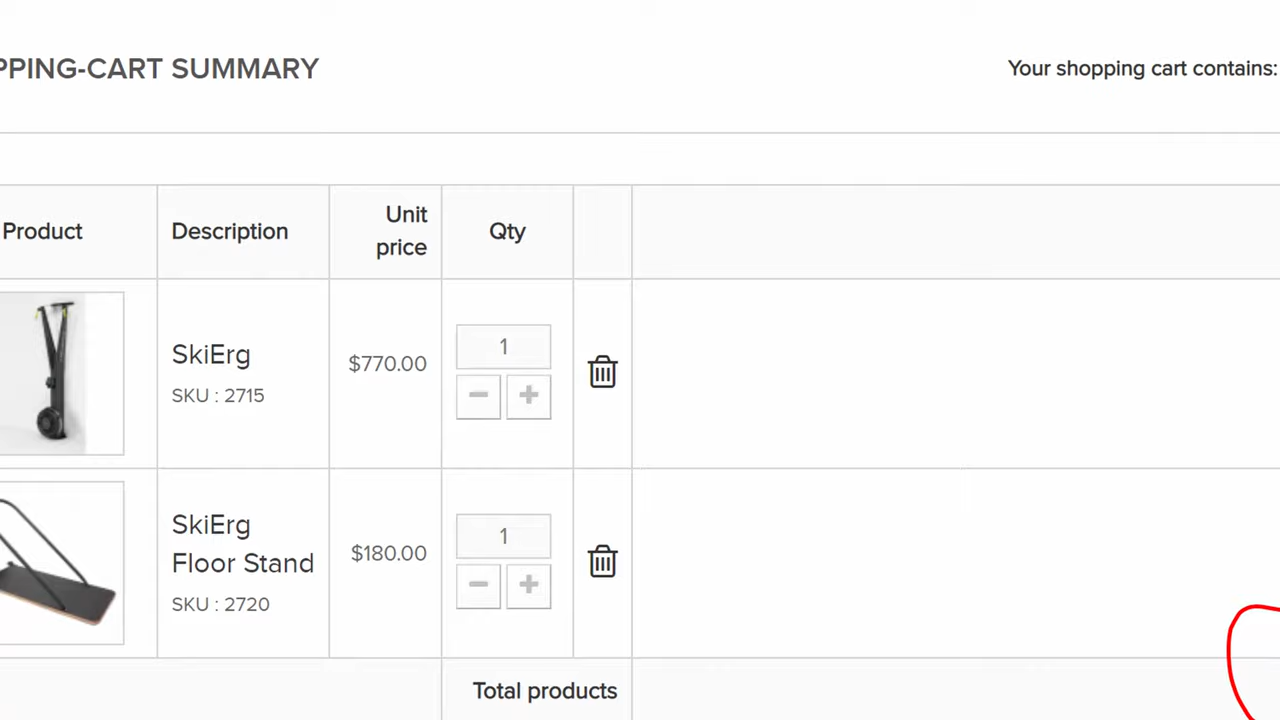 PPING-CART SUMMARY
Your shopping cart contains:
Product
Description
Unit
price
Qty
SkiErg
SKU : 2715
$770.00
1
SkiErg
Floor Stand
SKU : 2720
$180.00
1
Total products